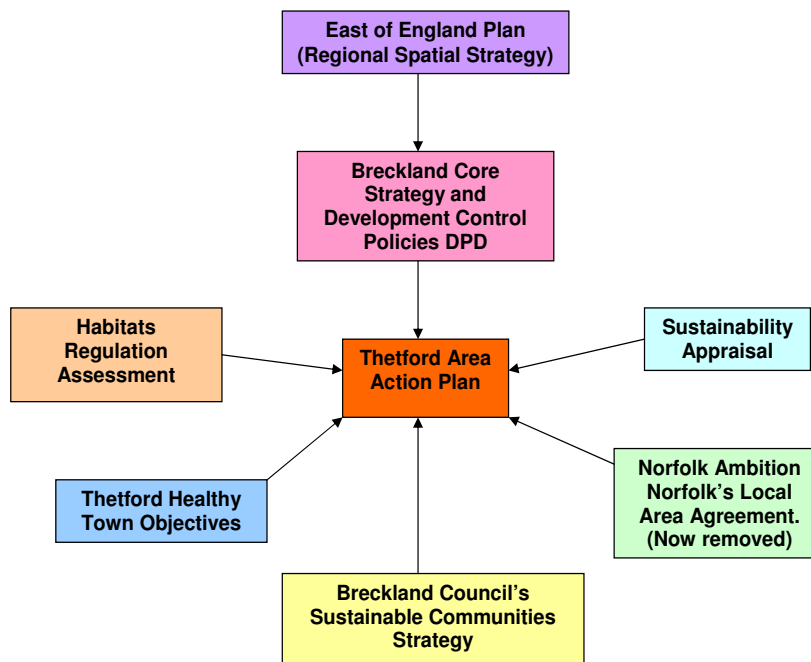 East of England Plan
(Regional Spatial Strategy)
Breckland Core
Strategy and
Development Control
Policies DPD
Habitats
Regulation
Assessment
Thetford Area
Action Plan
Sustainability
Appraisal
Thetford Healthy
Town Objectives
Norfolk Ambition
Norfolk’s Local
Area Agreement.
(Now removed)
Breckland Council’s
Sustainable Communities
Strategy